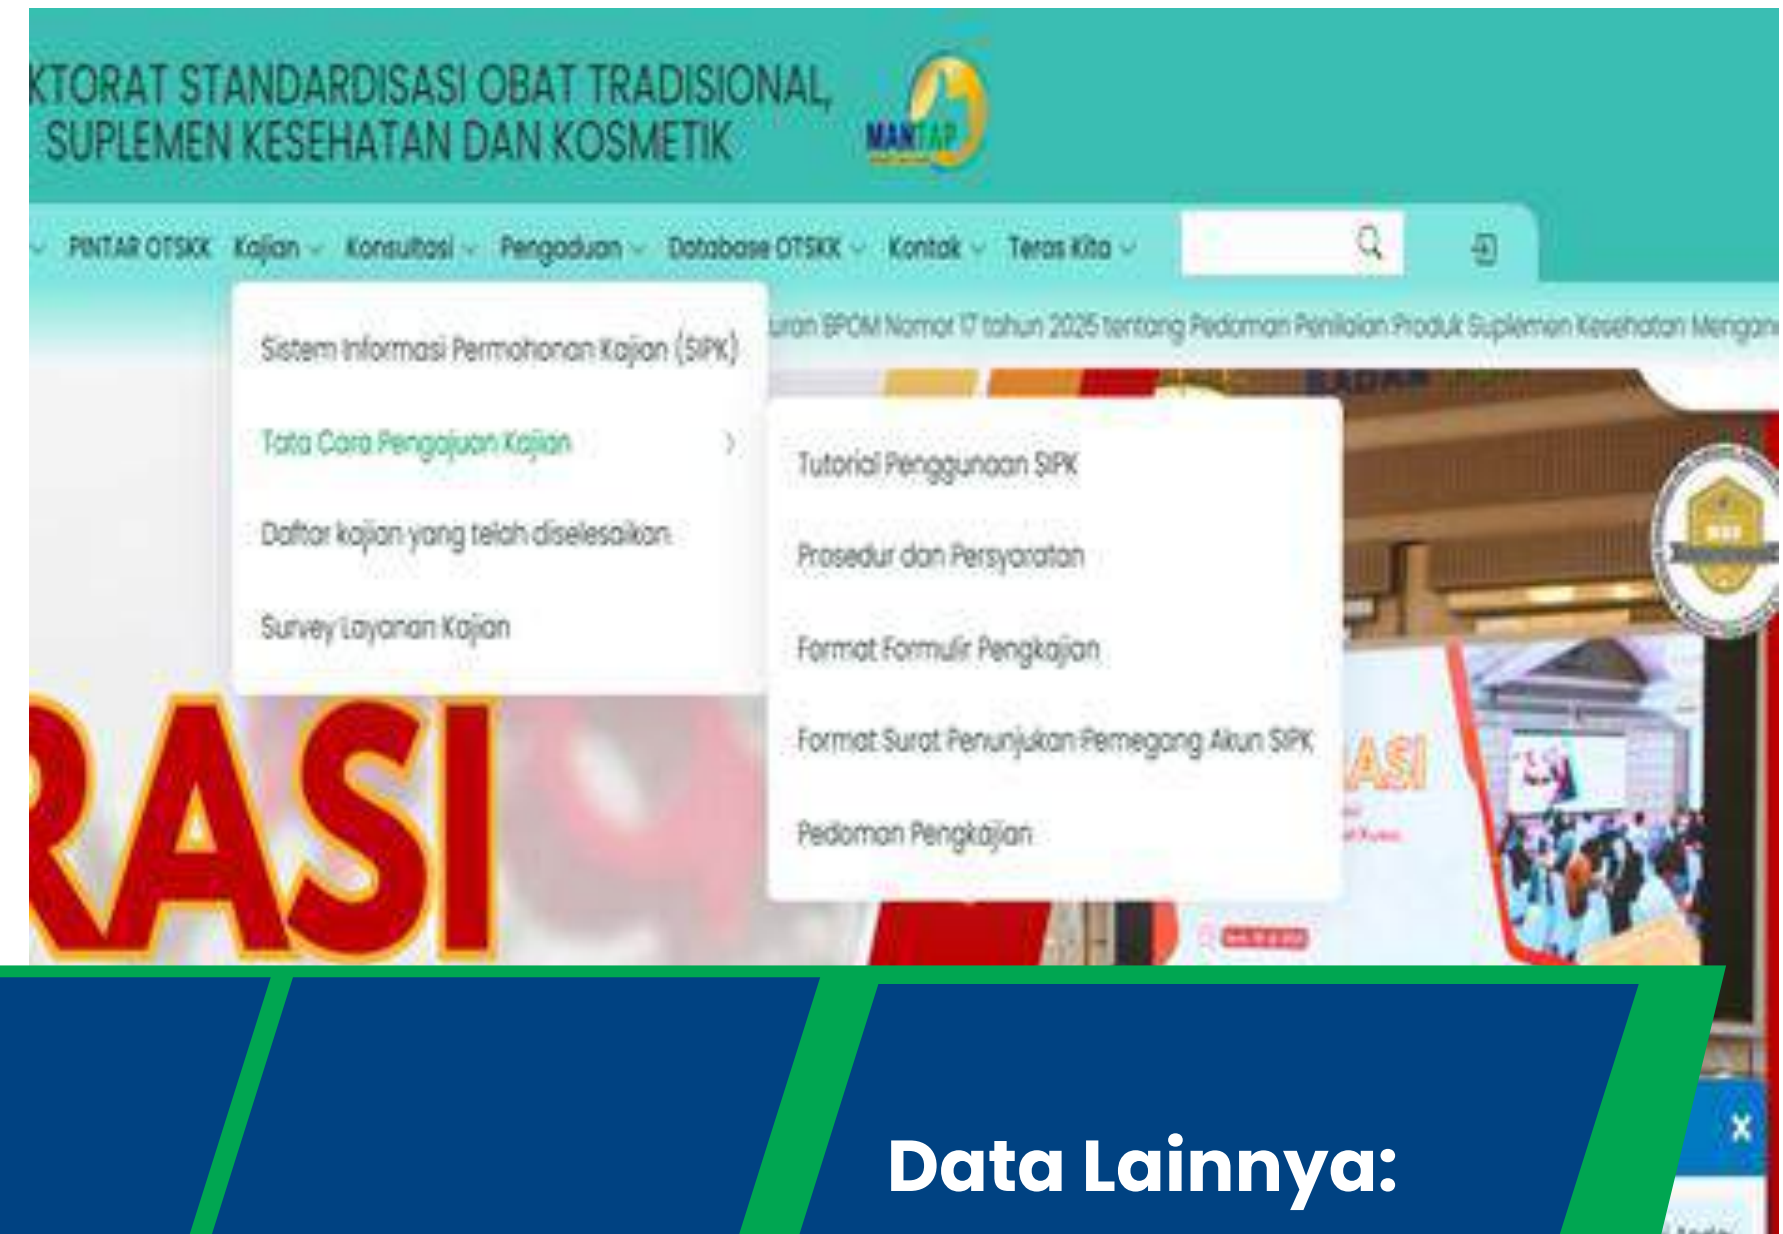 KTORAT STANDARDISASI OBAT TRADISIONAL,
SUPLEMEN KESEHATAN DAN KOSMETIK
MANTAP
PINTAR OTSKK Kajian Konsultasi Pengaduan Database OTSKK Kontak Teras Kita
uran BPOM Nomor 17 tahun 2025 tentang Pedoman Penilaian Produk Suplemen Kesehatan Mengan
Sistem Informasi Permohonan Kajian (SIPK)
Tata Cara Pengajuan Kajian
Daftar kajian yang telah diselesaikan
Survey Layanan Kajian
Tutorial Penggunaan SIPK
Prosedur dan Persyaratan
Format Formulir Pengkajian
Format Surat Penunjukan Pemegang Akun SIPK
Pedoman Pengkajian
RASI
ASI
Data Lainnya: